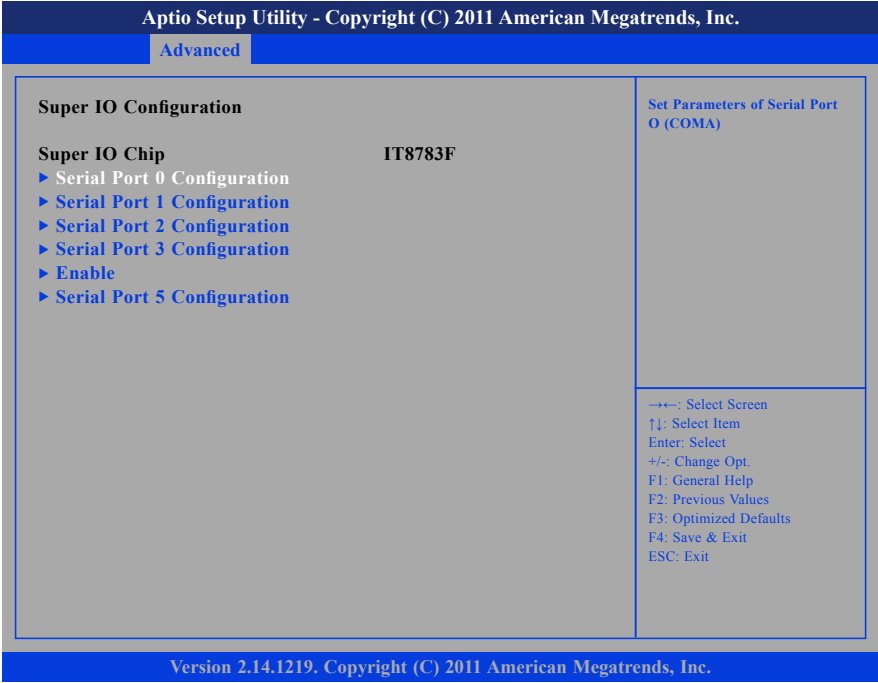 Aptio Setup Utility - Copyright (C) 2011 American Megatrends, Inc.
Advanced
Super IO Configuration
Super IO Chip IT8783F
▶ Serial Port 0 Configuration
▶ Serial Port 1 Configuration
▶ Serial Port 2 Configuration
▶ Serial Port 3 Configuration
▶ Enable
▶ Serial Port 5 Configuration
Set Parameters of Serial Port
O (COMA)
→←: Select Screen
↑↓: Select Item
Enter: Select
+/-: Change Opt.
F1: General Help
F2: Previous Values
F3: Optimized Defaults
F4: Save & Exit
ESC: Exit
Version 2.14.1219. Copyright (C) 2011 American Megatrends, Inc.